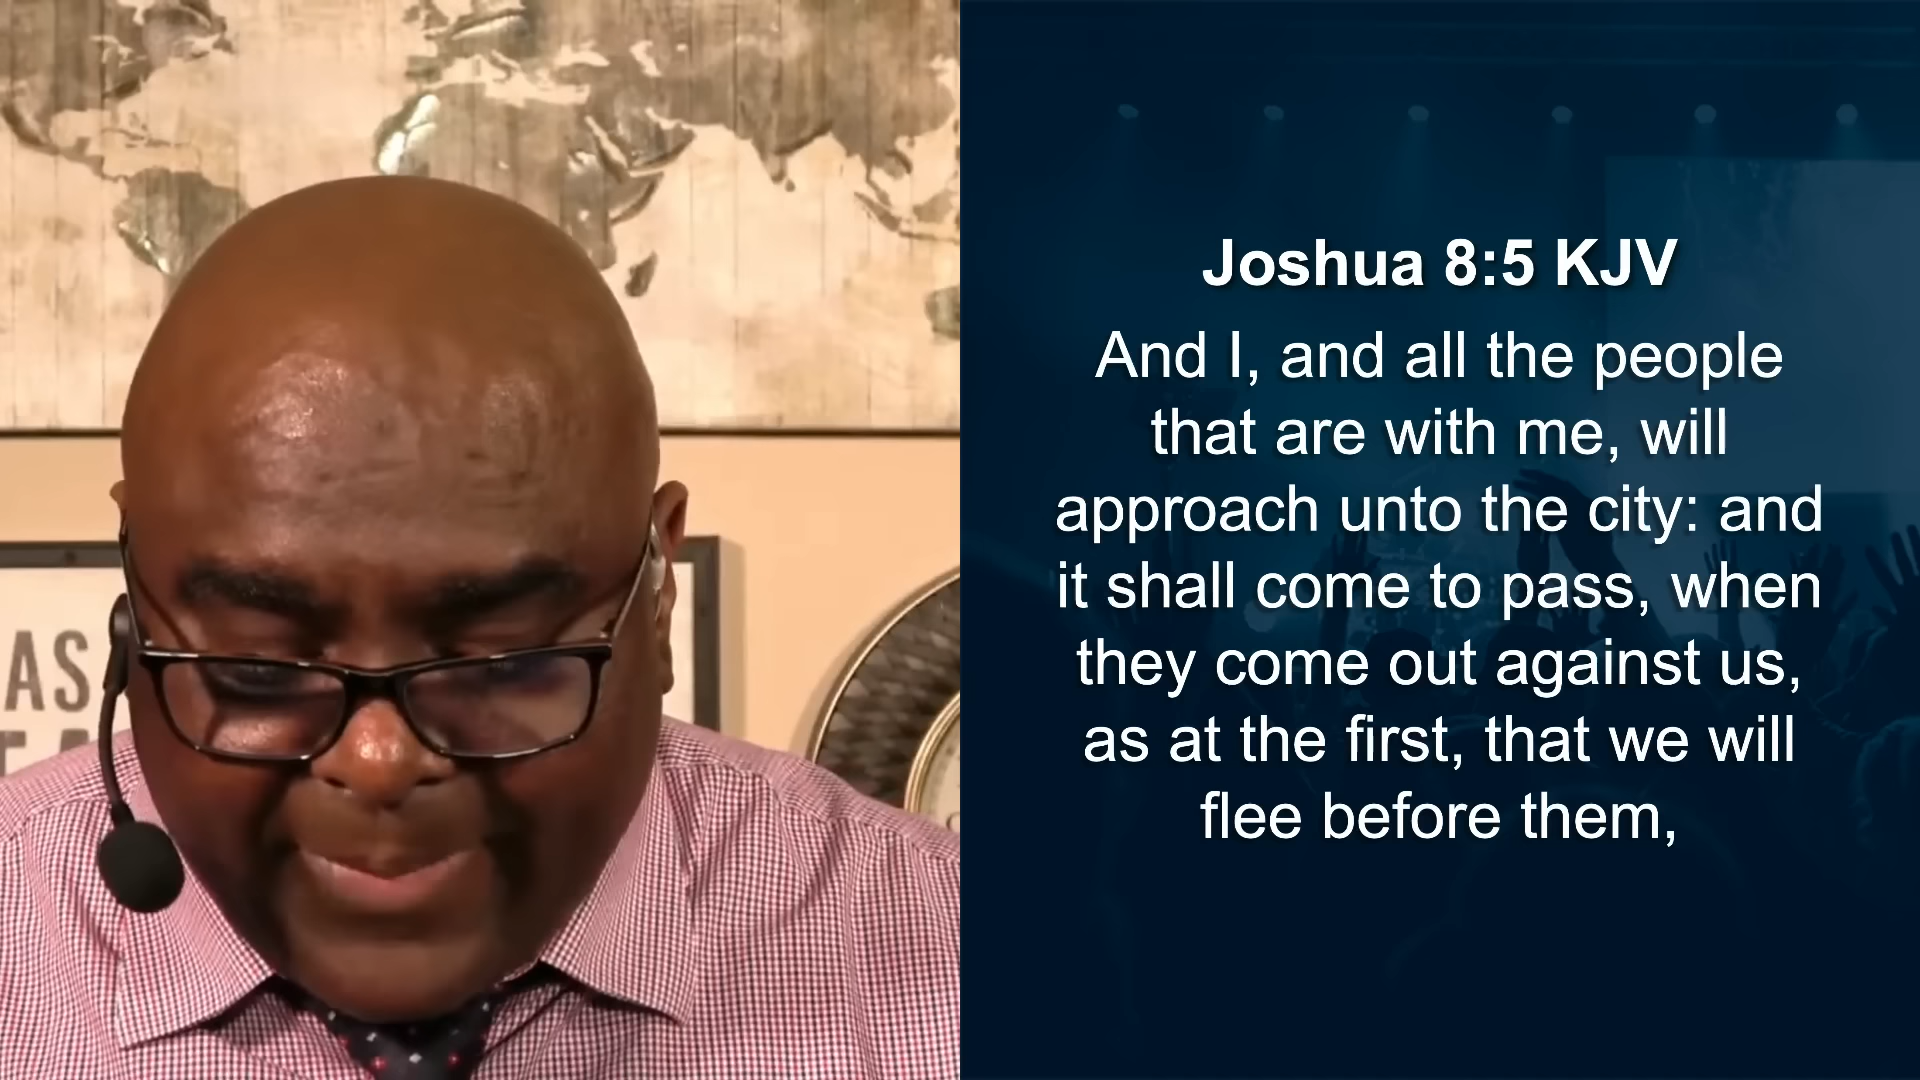 AS
Joshua 8:5 KJV
And I, and all the people
that are with me, will
approach unto the city: and
it shall come to pass, when
they come out against us,
as at the first, that we will
flee before them,